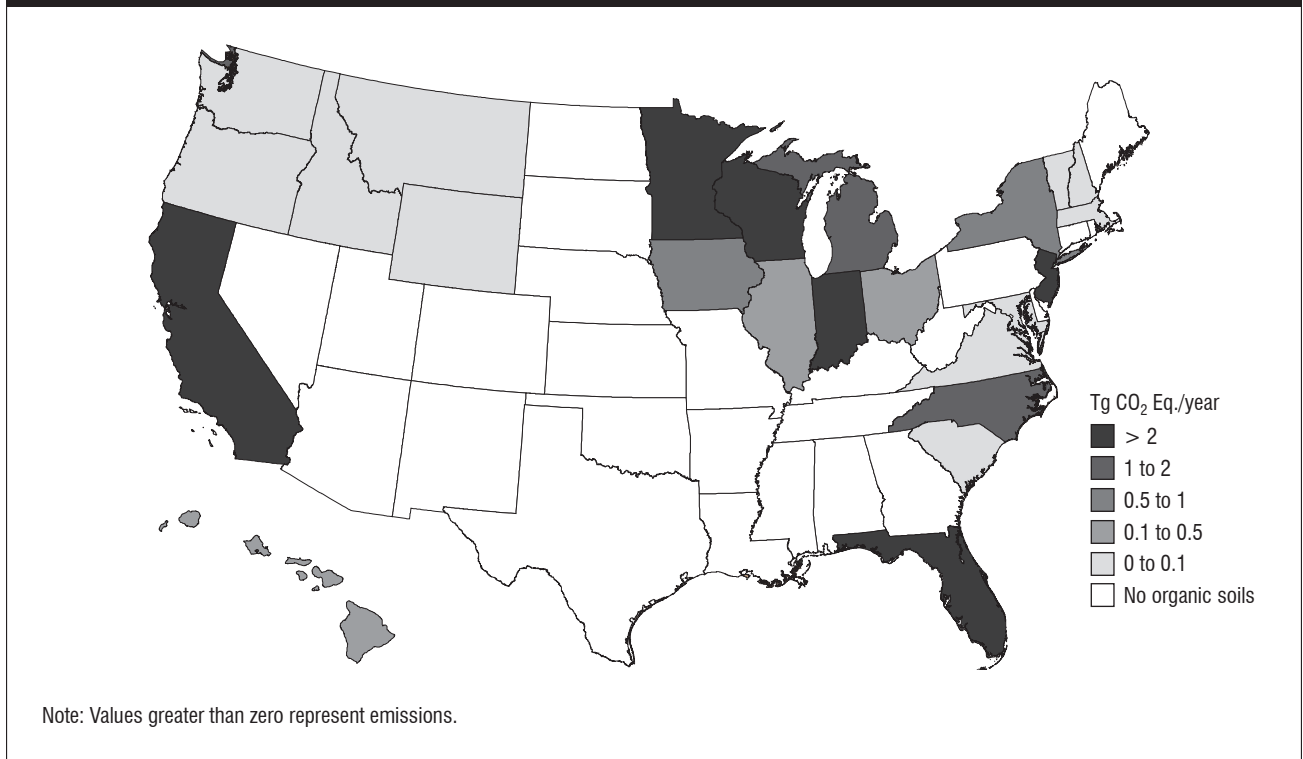 Tg CO₂ Eq./year
> 2
1 to 2
0.5 to 1
0.1 to 0.5
0 to 0.1
No organic soils
Note: Values greater than zero represent emissions.